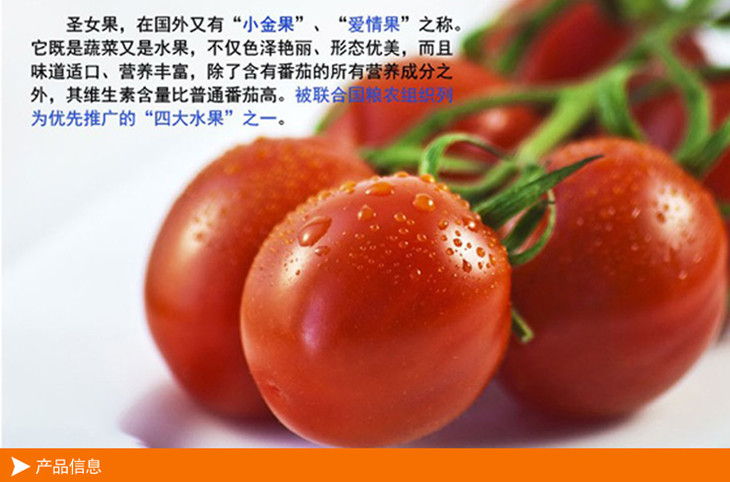 圣女果，在国外又有“小金果”、“爱情果”之称。
它既是蔬菜又是水果，不仅色泽艳丽、形态优美，而且
味道适口、营养丰富，除了含有番茄的所有营养成分之
外，其维生素含量比普通番茄高。被联合国粮农组织列
为优先推广的“四大水果”之一。
产品信息